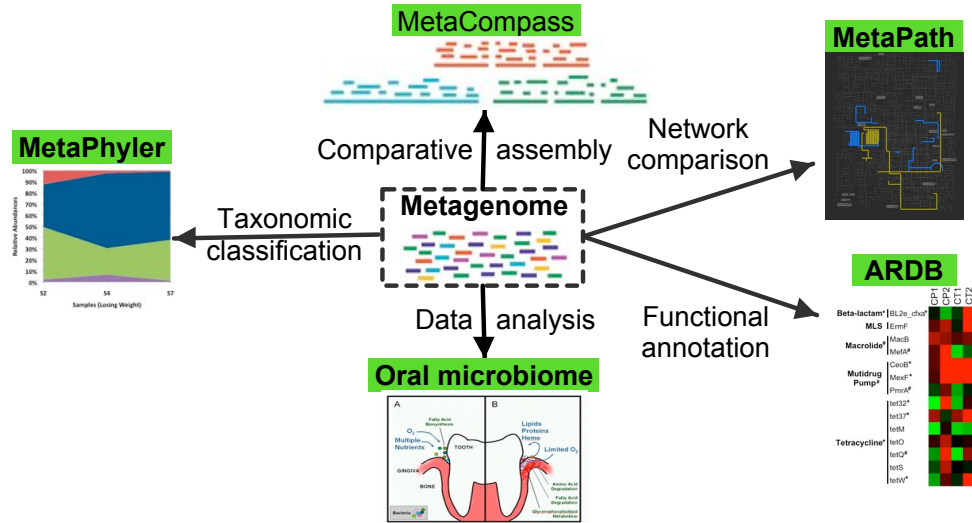 MetaCompass
MetaPath
MetaPhyler
Comparative assembly
Network
comparison
100%
90%
80%
70%
60%
50%
40%
30%
20%
10%
0%
Relative Abundances
S2 S4 S7
Samples (Losing Weight)
Taxonomic
classification
Metagenome
Data analysis
Functional
annotation
Oral microbiome
A
Fatty Acid
Biosynthesis
O2
Multiple
Nutrients
TOOTH
GINGIVA
BONE
Bacteria
B
Lipids
Proteins
Heme
Limited O2
Amino Acid
Degradation
Fatty Acid
Degradation
Glycerophospholipid
Metabolism
ARDB
CP1 CP2 CT1 CT2
Beta-lactam* BL2e_cfxa*
MLS ErmF
Macrolide* MacB
MefA#
Mutidrug
Pump# CeoB*
MexF*
PmrA#
Tetracycline* tet32*
tet37*
tetM
tetO
tetQ#
tetS
tetW*